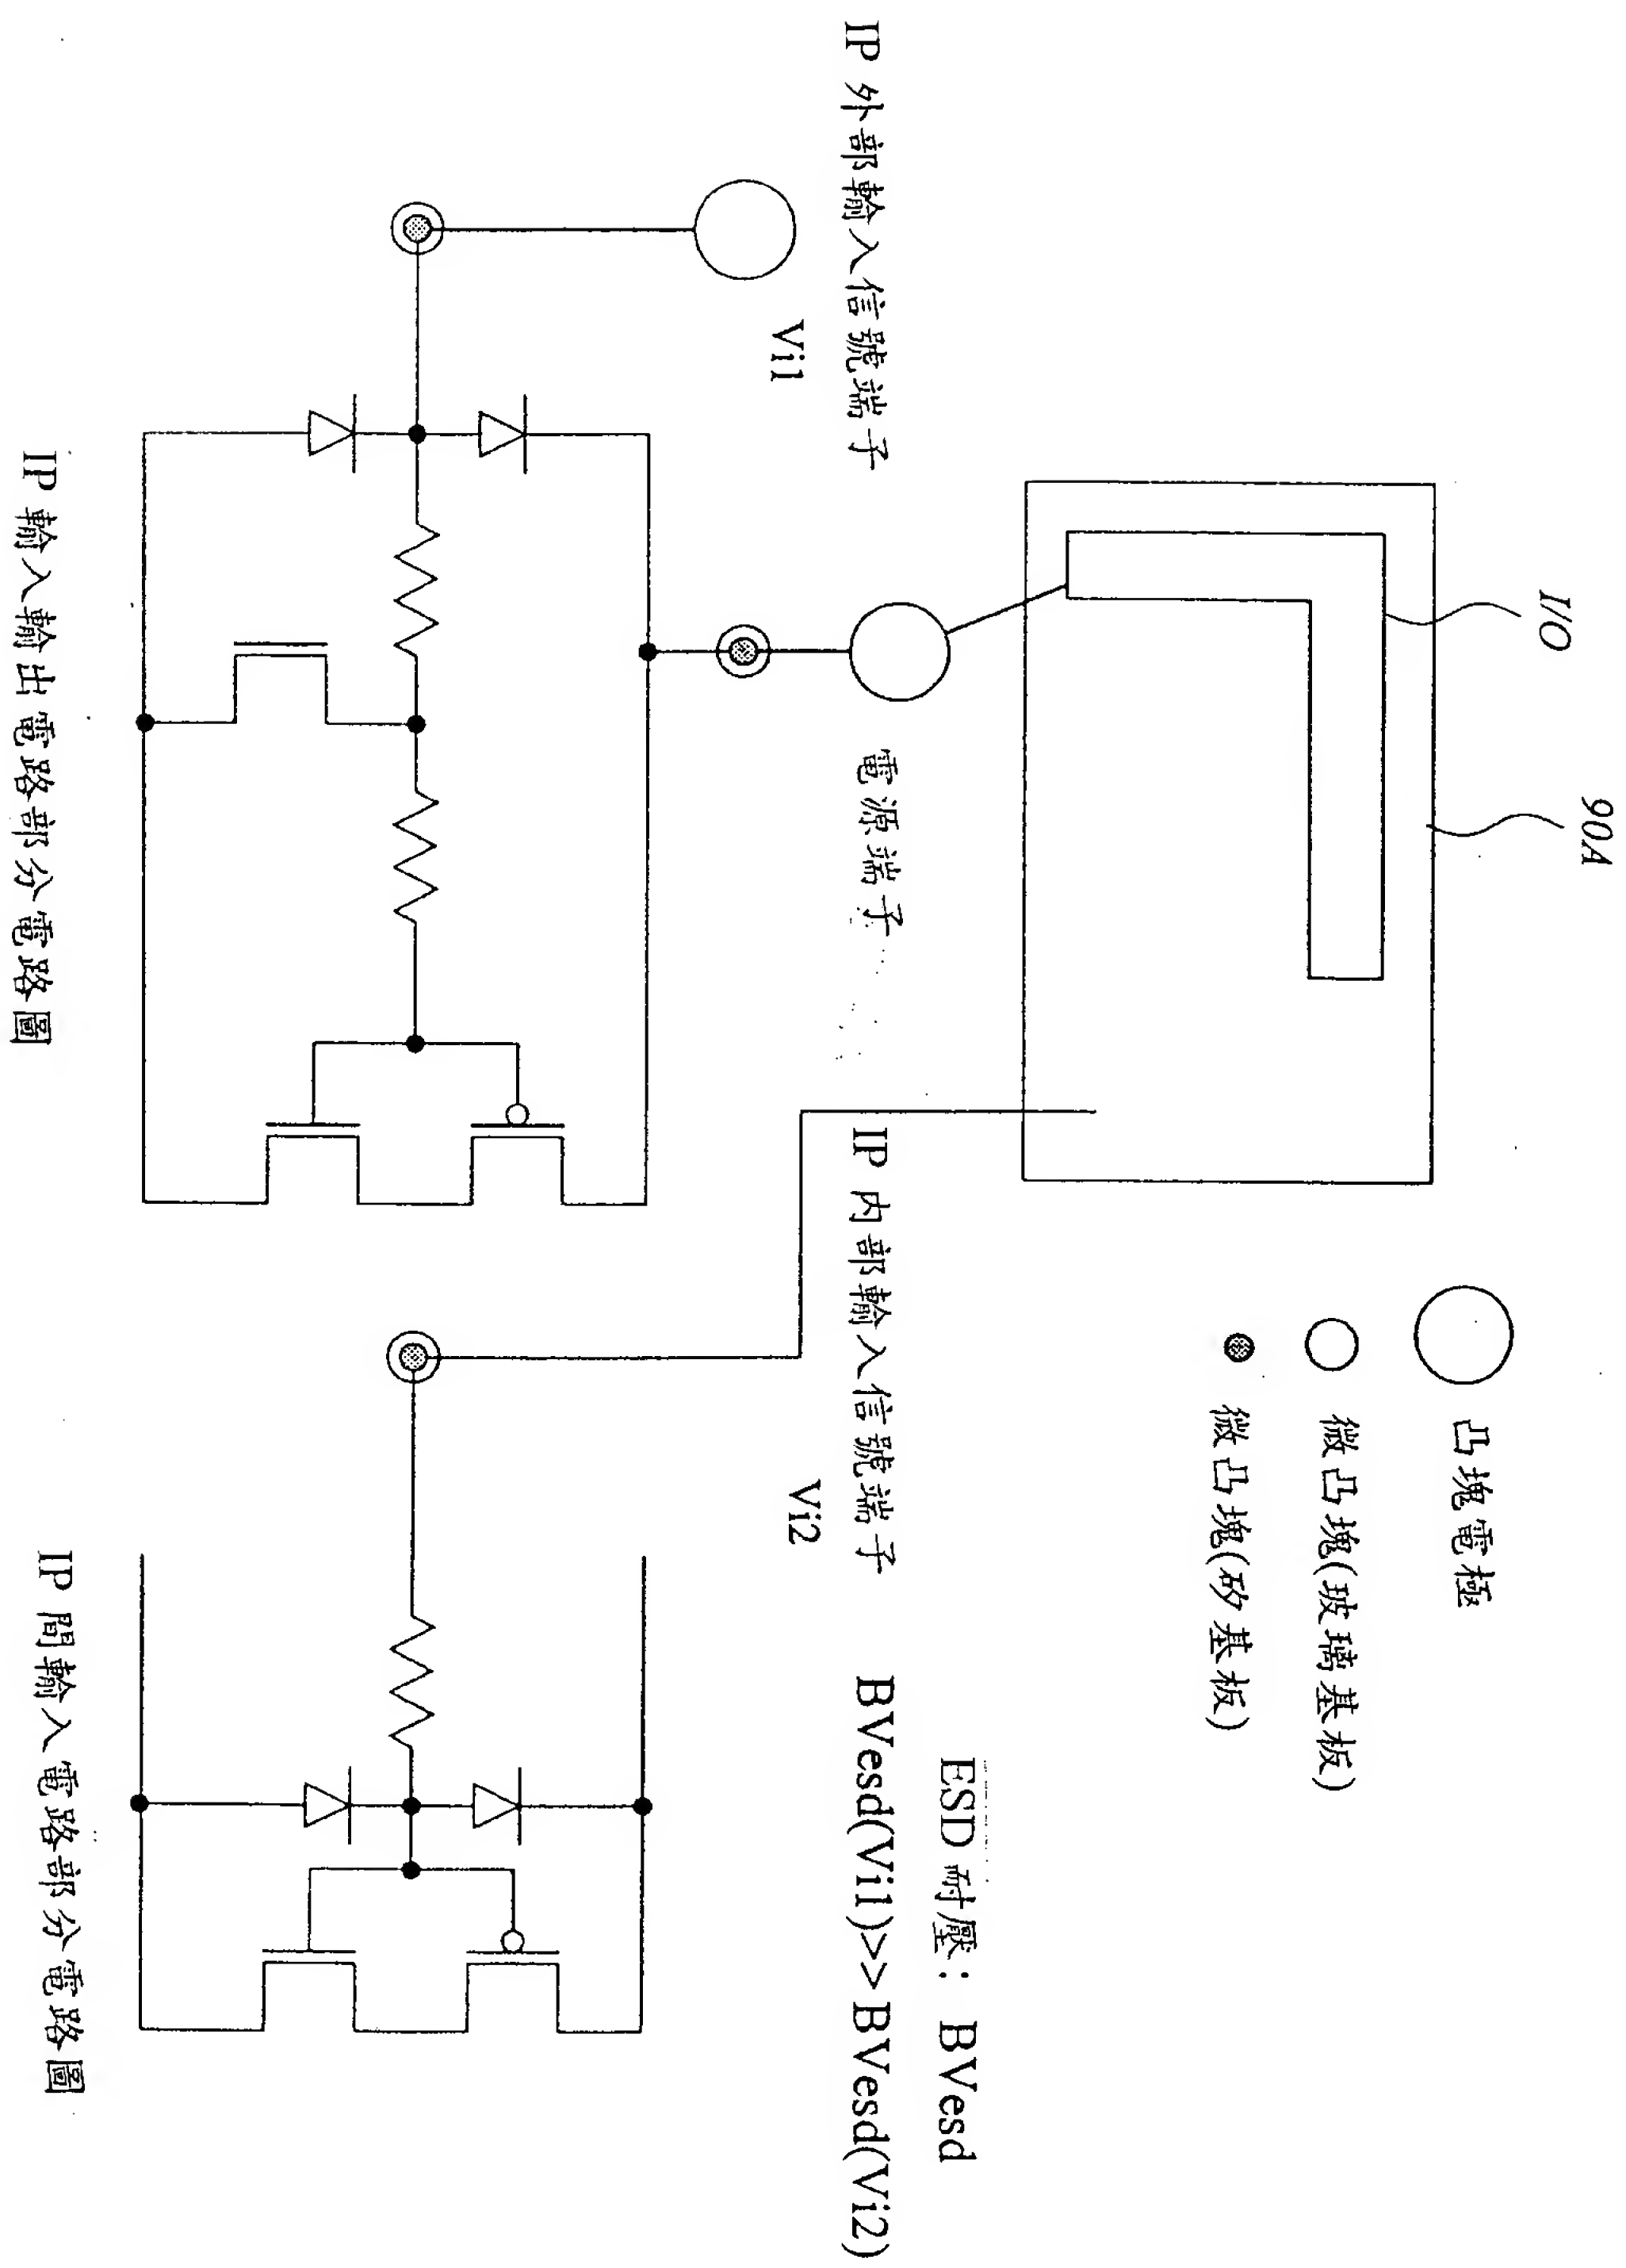 I/O
90A
凸塊電極
微凸塊(玻璃基板)
微凸塊(矽基板)
ESD 耐壓: BVesd
BVesd(Vi1)>>BVesd(Vi2)
IP 外部輸入信號端子
Vi1
電源端子
IP 內部輸入信號端子
Vi2
IP 輸入輸出電路部分電路圖
IP 間輸入電路部分電路圖